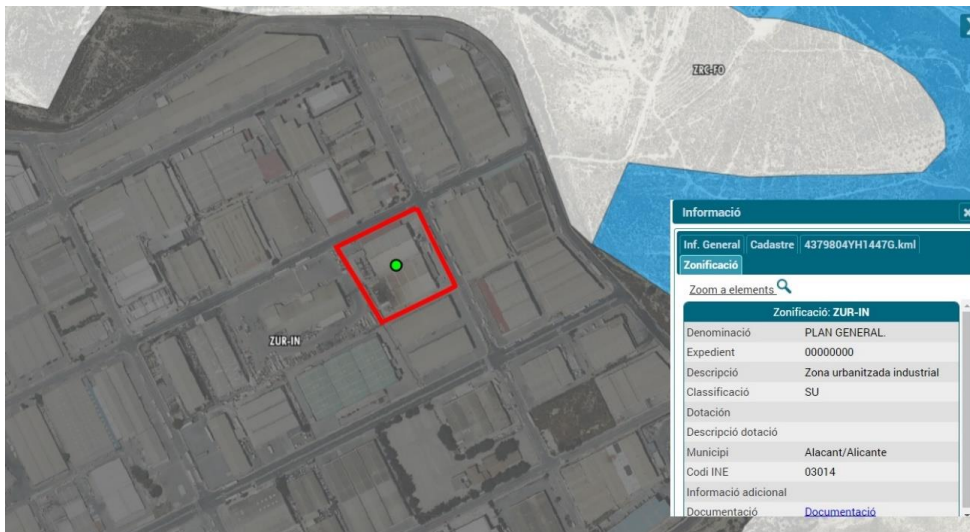 ZRC-FO
ZUR-IN
Informació
Inf. General Cadastre 4379804YH1447G.kml
Zonificació
Zoom a elements
Zonificació: ZUR-IN
Denominació PLAN GENERAL.
Expedient 00000000
Descripció Zona urbanitzada industrial
Classificació SU
Dotación
Descripció dotació
Municipi Alacant/Alicante
Codi INE 03014
Informació adicional
Documentació Documentació